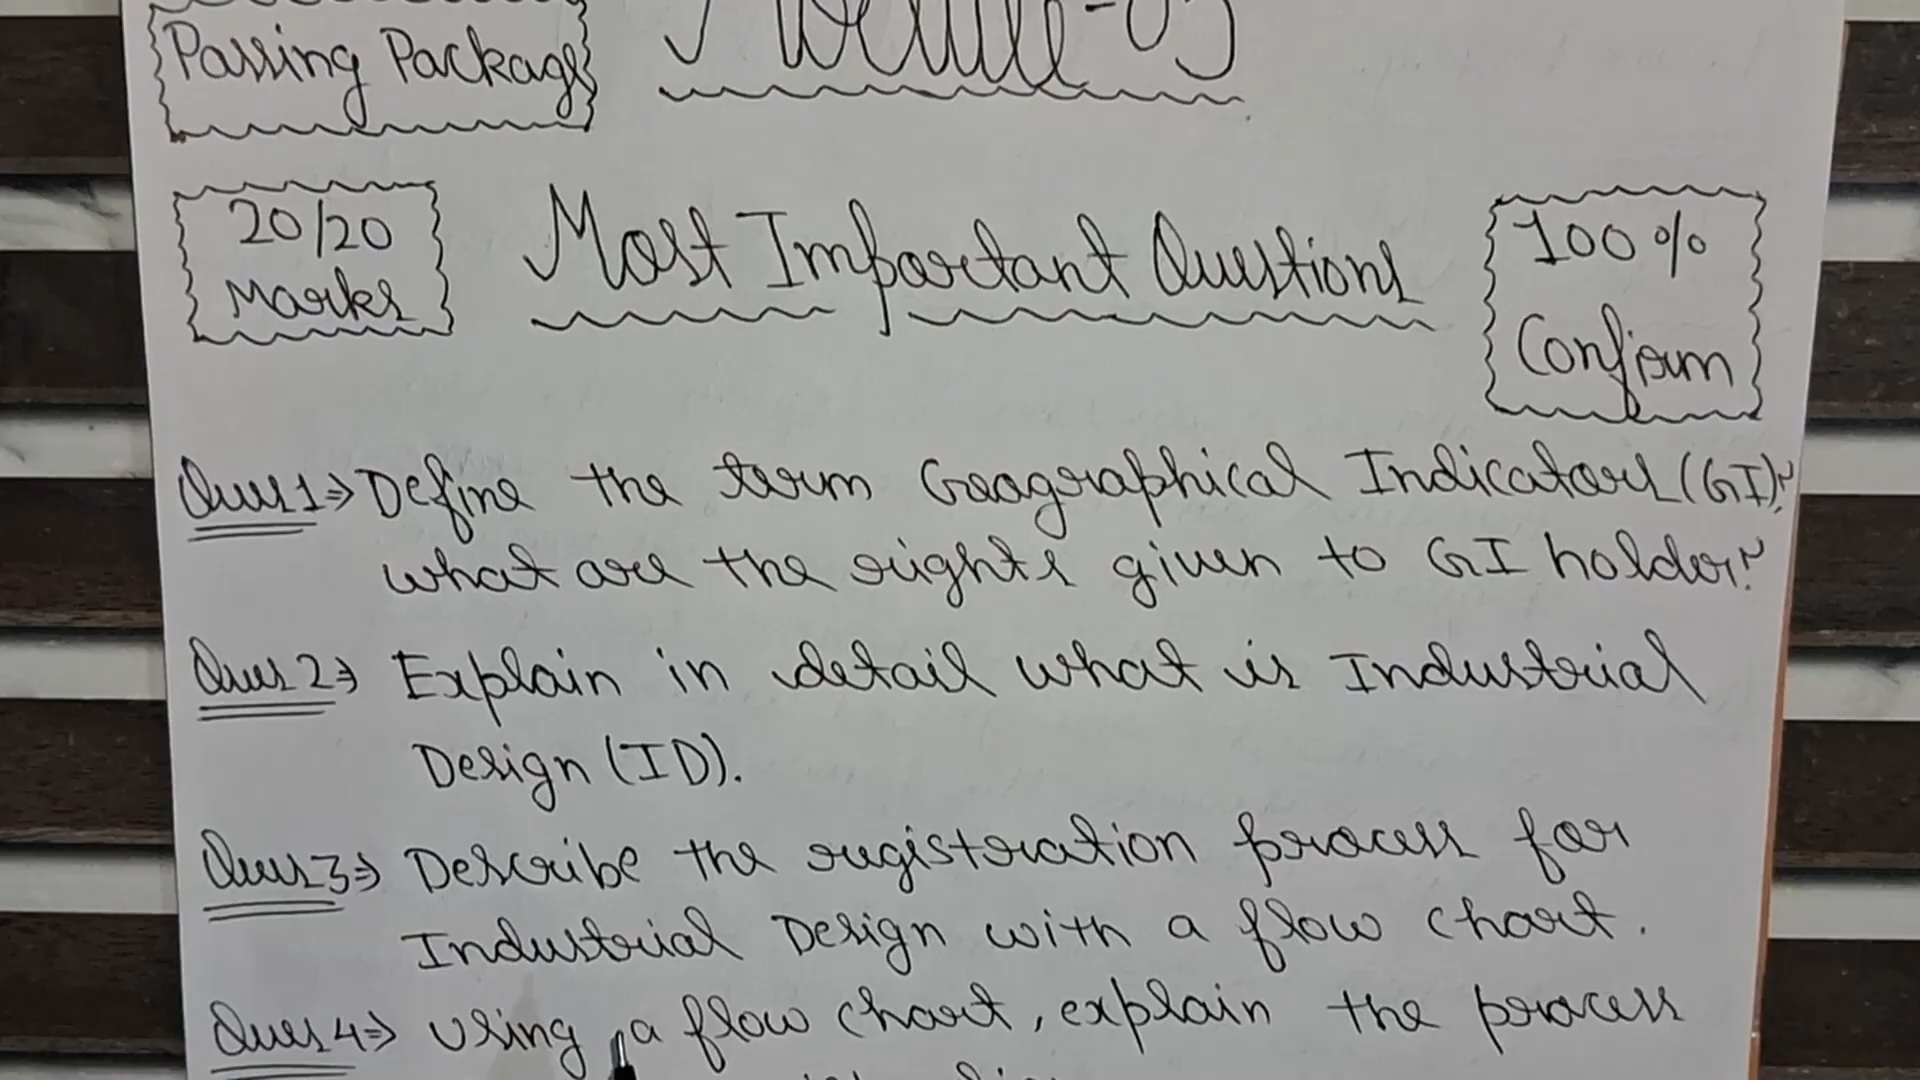 Passing Package
Module-05
20/20
Marks
Most Important Questions
100%
Confirm
Ques1⇒ Define the term Geographical Indicators (GI)?
what are the rights given to GI holder?
Ques2⇒ Explain in detail what is Industrial
Design (ID).
Ques3⇒ Describe the registration process for
Industrial Design with a flow chart.
Ques4⇒ Using a flow chart, explain the process